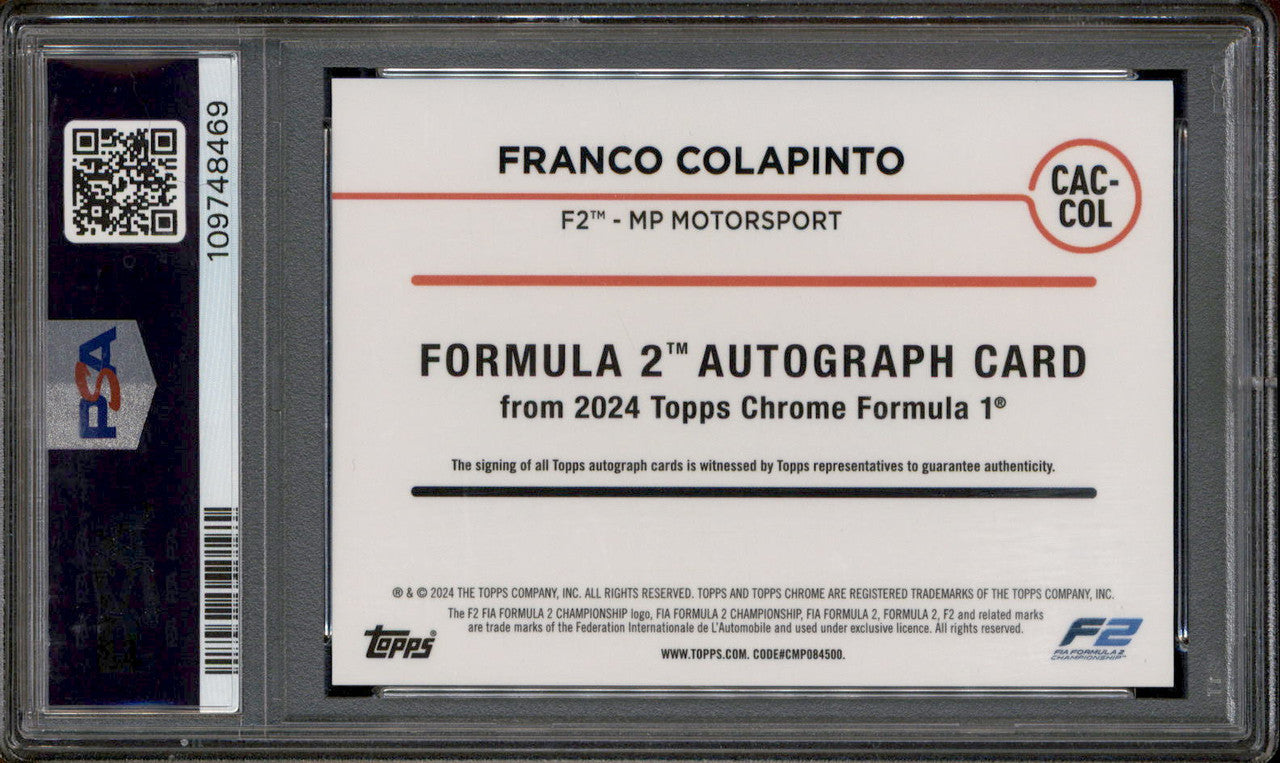 109748469
PSA
FRANCO COLAPINTO
CAC-
COL
F2™ - MP MOTORSPORT
FORMULA 2™ AUTOGRAPH CARD
from 2024 Topps Chrome Formula 1®
The signing of all Topps autograph cards is witnessed by Topps representatives to guarantee authenticity.
® & © 2024 THE TOPPS COMPANY, INC. ALL RIGHTS RESERVED. TOPPS AND TOPPS CHROME ARE REGISTERED TRADEMARKS OF THE TOPPS COMPANY, INC.
The F2 FIA FORMULA 2 CHAMPIONSHIP logo, FIA FORMULA 2 CHAMPIONSHIP, FIA FORMULA 2, FORMULA 2, F2 and related marks
are trade marks of the Federation Internationale de L'Automobile and used under exclusive licence. All rights reserved.
WWW.TOPPS.COM. CODE#CMP084500.
topps®
F2
FIA FORMULA 2
CHAMPIONSHIP™